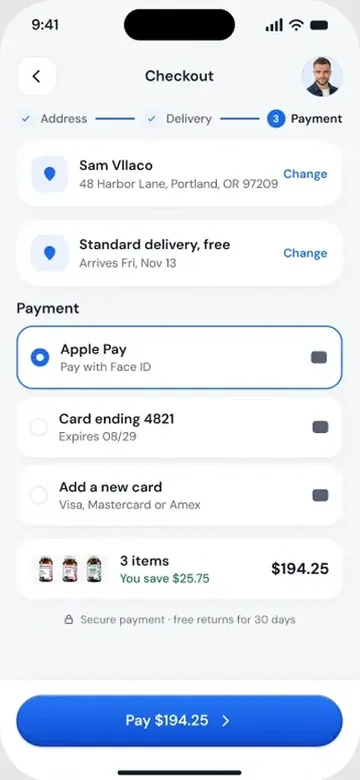 9:41
Checkout
Address
Delivery
3 Payment
Sam Vllaco
48 Harbor Lane, Portland, OR 97209
Change
Standard delivery, free
Arrives Fri, Nov 13
Change
Payment
Apple Pay
Pay with Face ID
Card ending 4821
Expires 08/29
Add a new card
Visa, Mastercard or Amex
3 items
You save $25.75
$194.25
Secure payment · free returns for 30 days
Pay $194.25